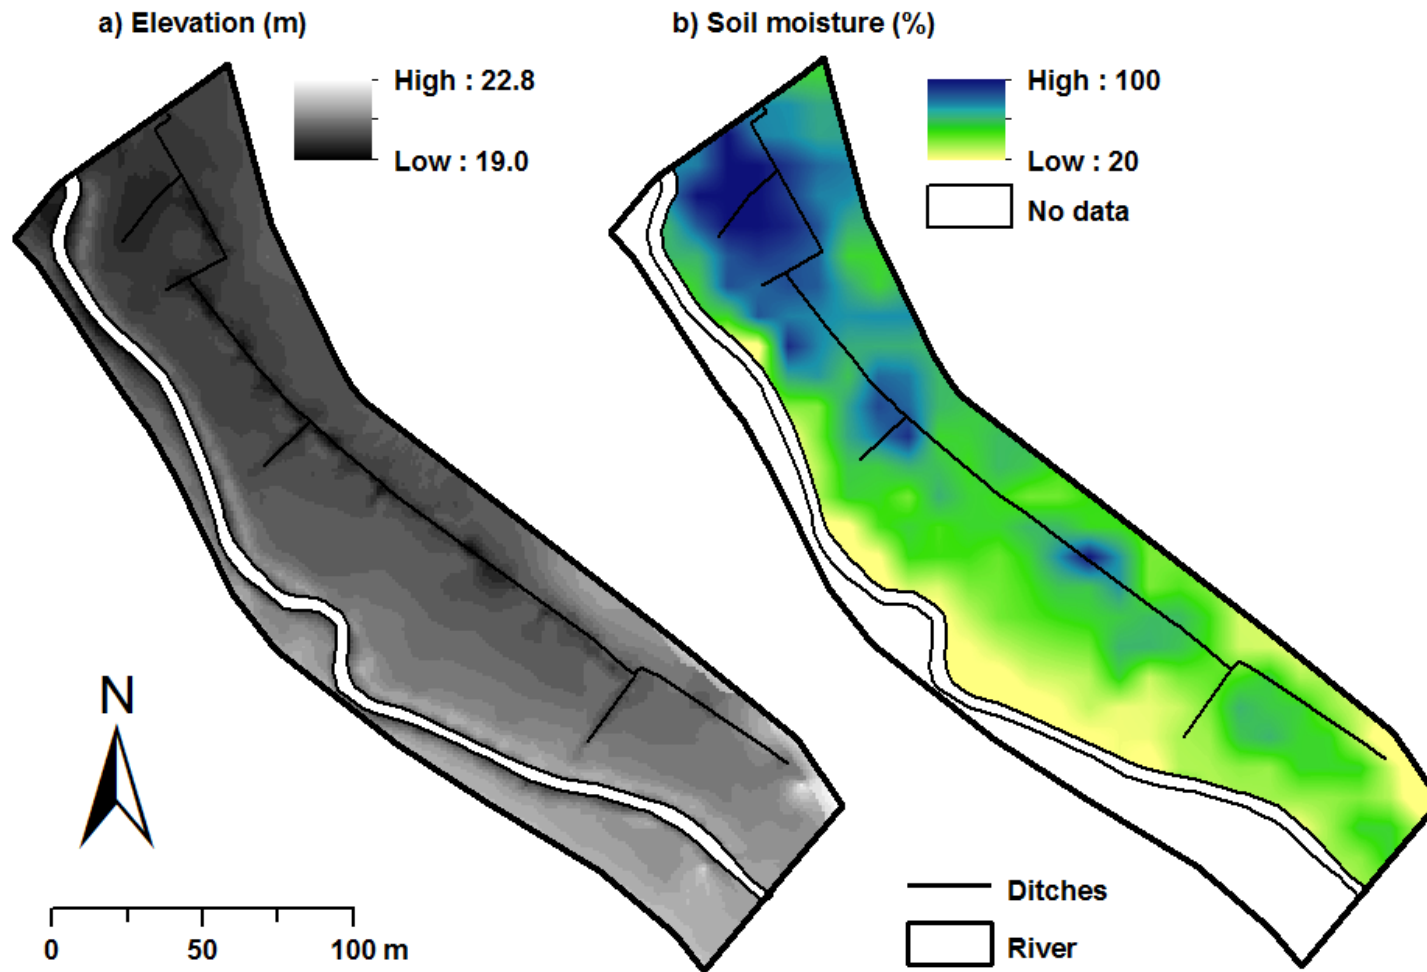 a) Elevation (m)
High : 22.8
Low : 19.0
b) Soil moisture (%)
High : 100
Low : 20
No data
N
0 50 100 m
Ditches
River